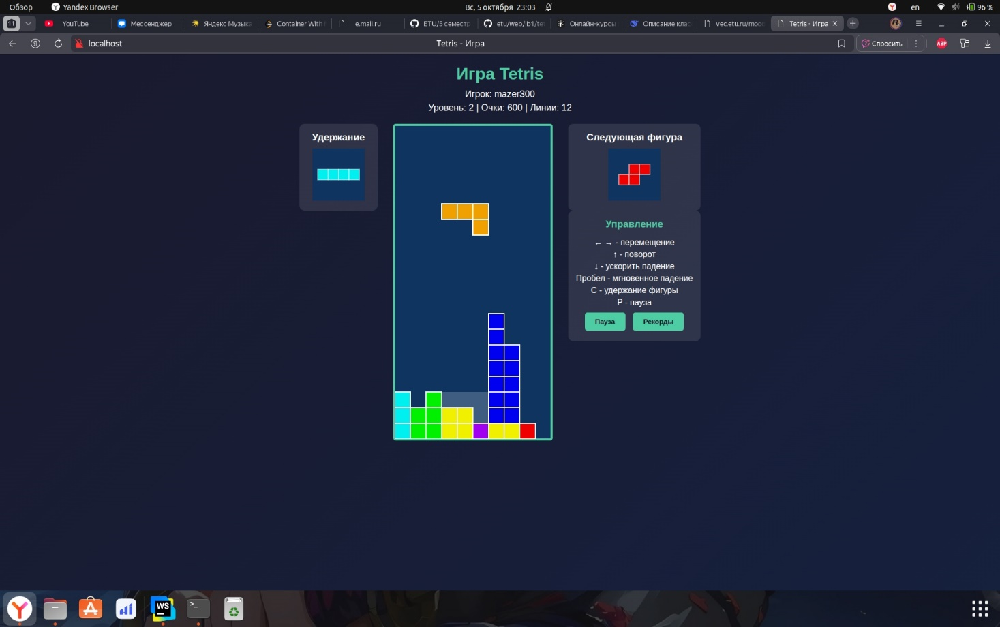 Обзор
Yandex Browser
Вс, 5 октября 23:03
en
96 %
11
YouTube
Мессенджер
Яндекс Музыка
Container With
e.mail.ru
ETU/5 семестр
etu/web/lb1/te
Онлайн-курсы
Описание клас
vec.etu.ru/mood
Tetris - Игра
localhost
Tetris - Игра
Спросить
ABP
Игра Tetris
Игрок: mazer300
Уровень: 2 | Очки: 600 | Линии: 12
Удержание
Следующая фигура
Управление
← → - перемещение
↑ - поворот
↓ - ускорить падение
Пробел - мгновенное падение
C - удержание фигуры
P - пауза
Пауза
Рекорды
WS